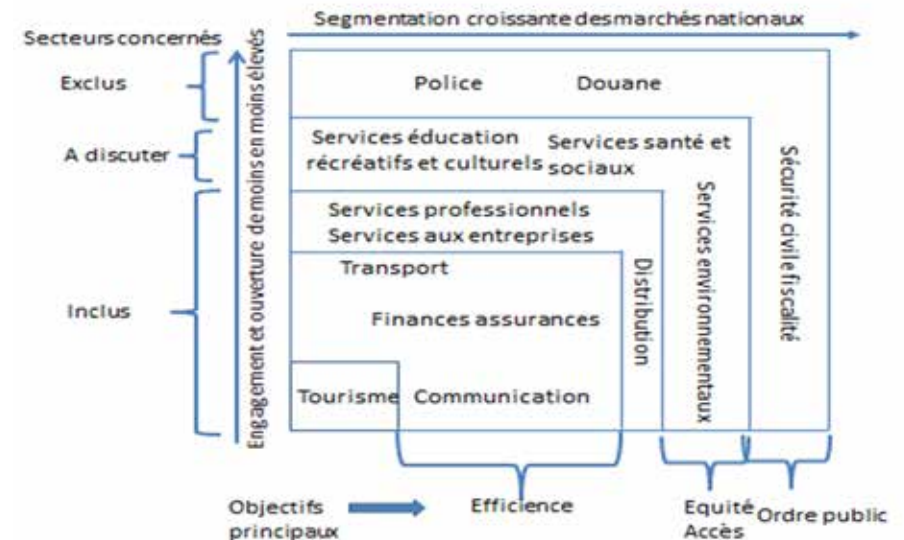 Segmentation croissante desmarchés nationaux
Secteurs concernés
Exclus
A discuter
Inclus
Engagement et ouverture de moins en moins élevés
Police Douane
Services éducation
récréatifs et culturels
Services santé et
sociaux
Services professionnels
Services aux entreprises
Transport
Finances assurances
Tourisme
Communication
Distribution
Services environnementaux
Sécurité civile fiscalité
Objectifs
principaux
Efficience
Equité
Accès
Ordre public